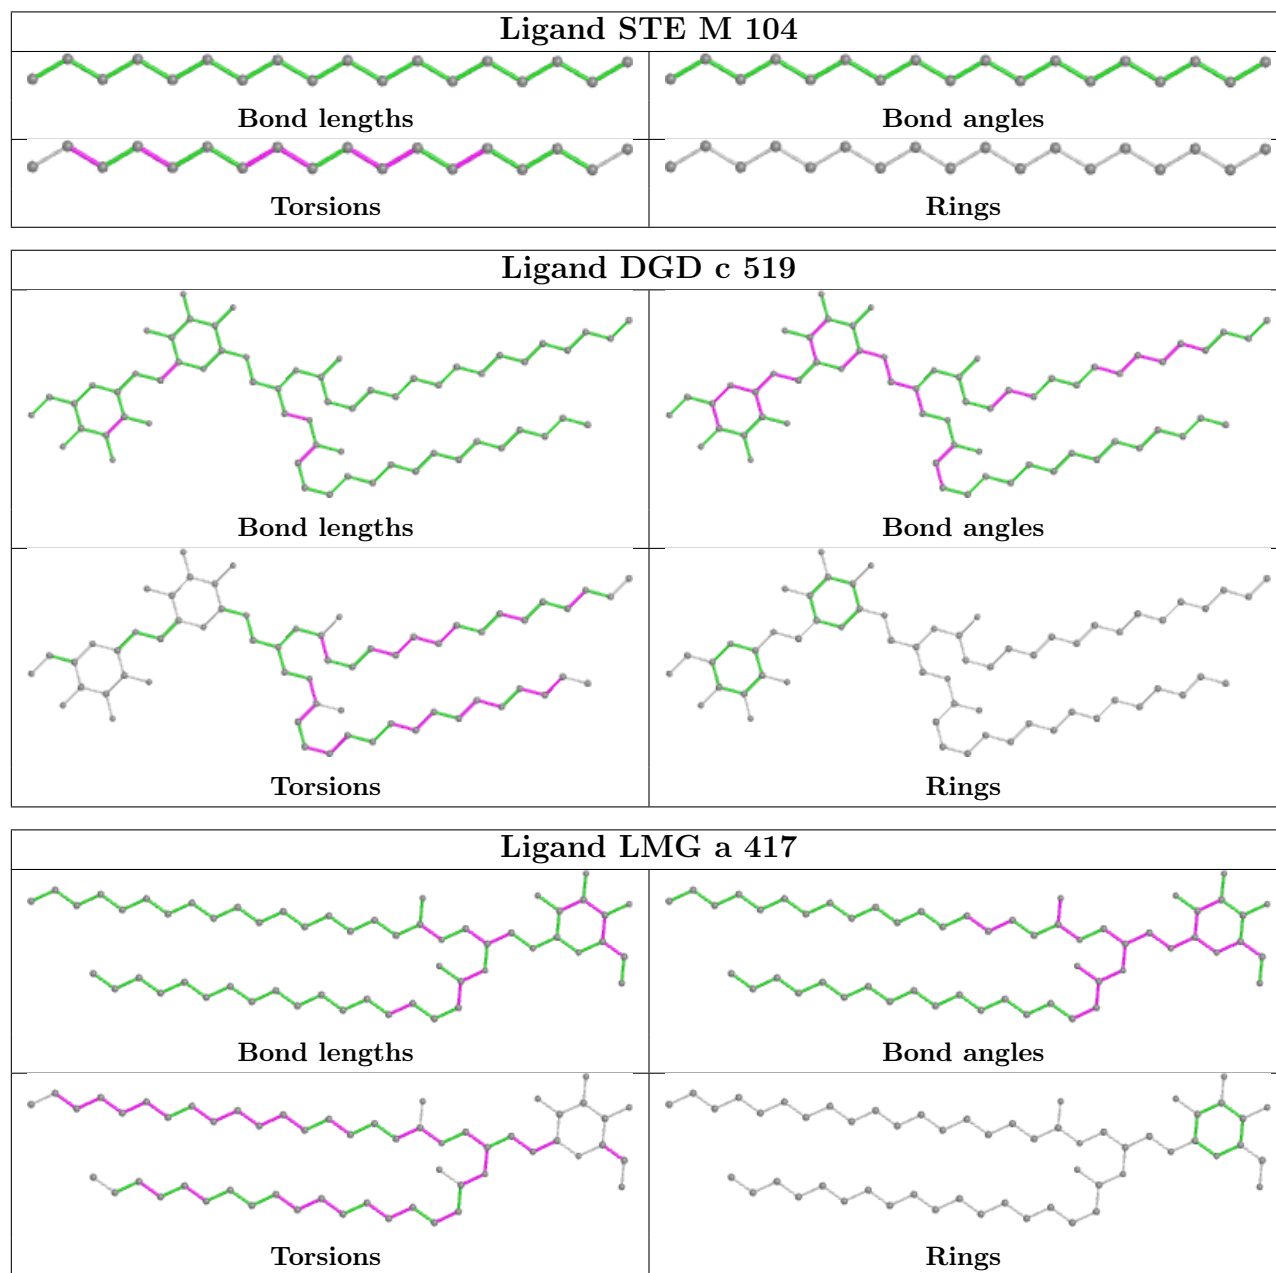 Ligand STE M 104
Bond lengths
Bond angles
Torsions
Rings
Ligand DGD c 519
Bond lengths
Bond angles
Torsions
Rings
Ligand LMG a 417
Bond lengths
Bond angles
Torsions
Rings